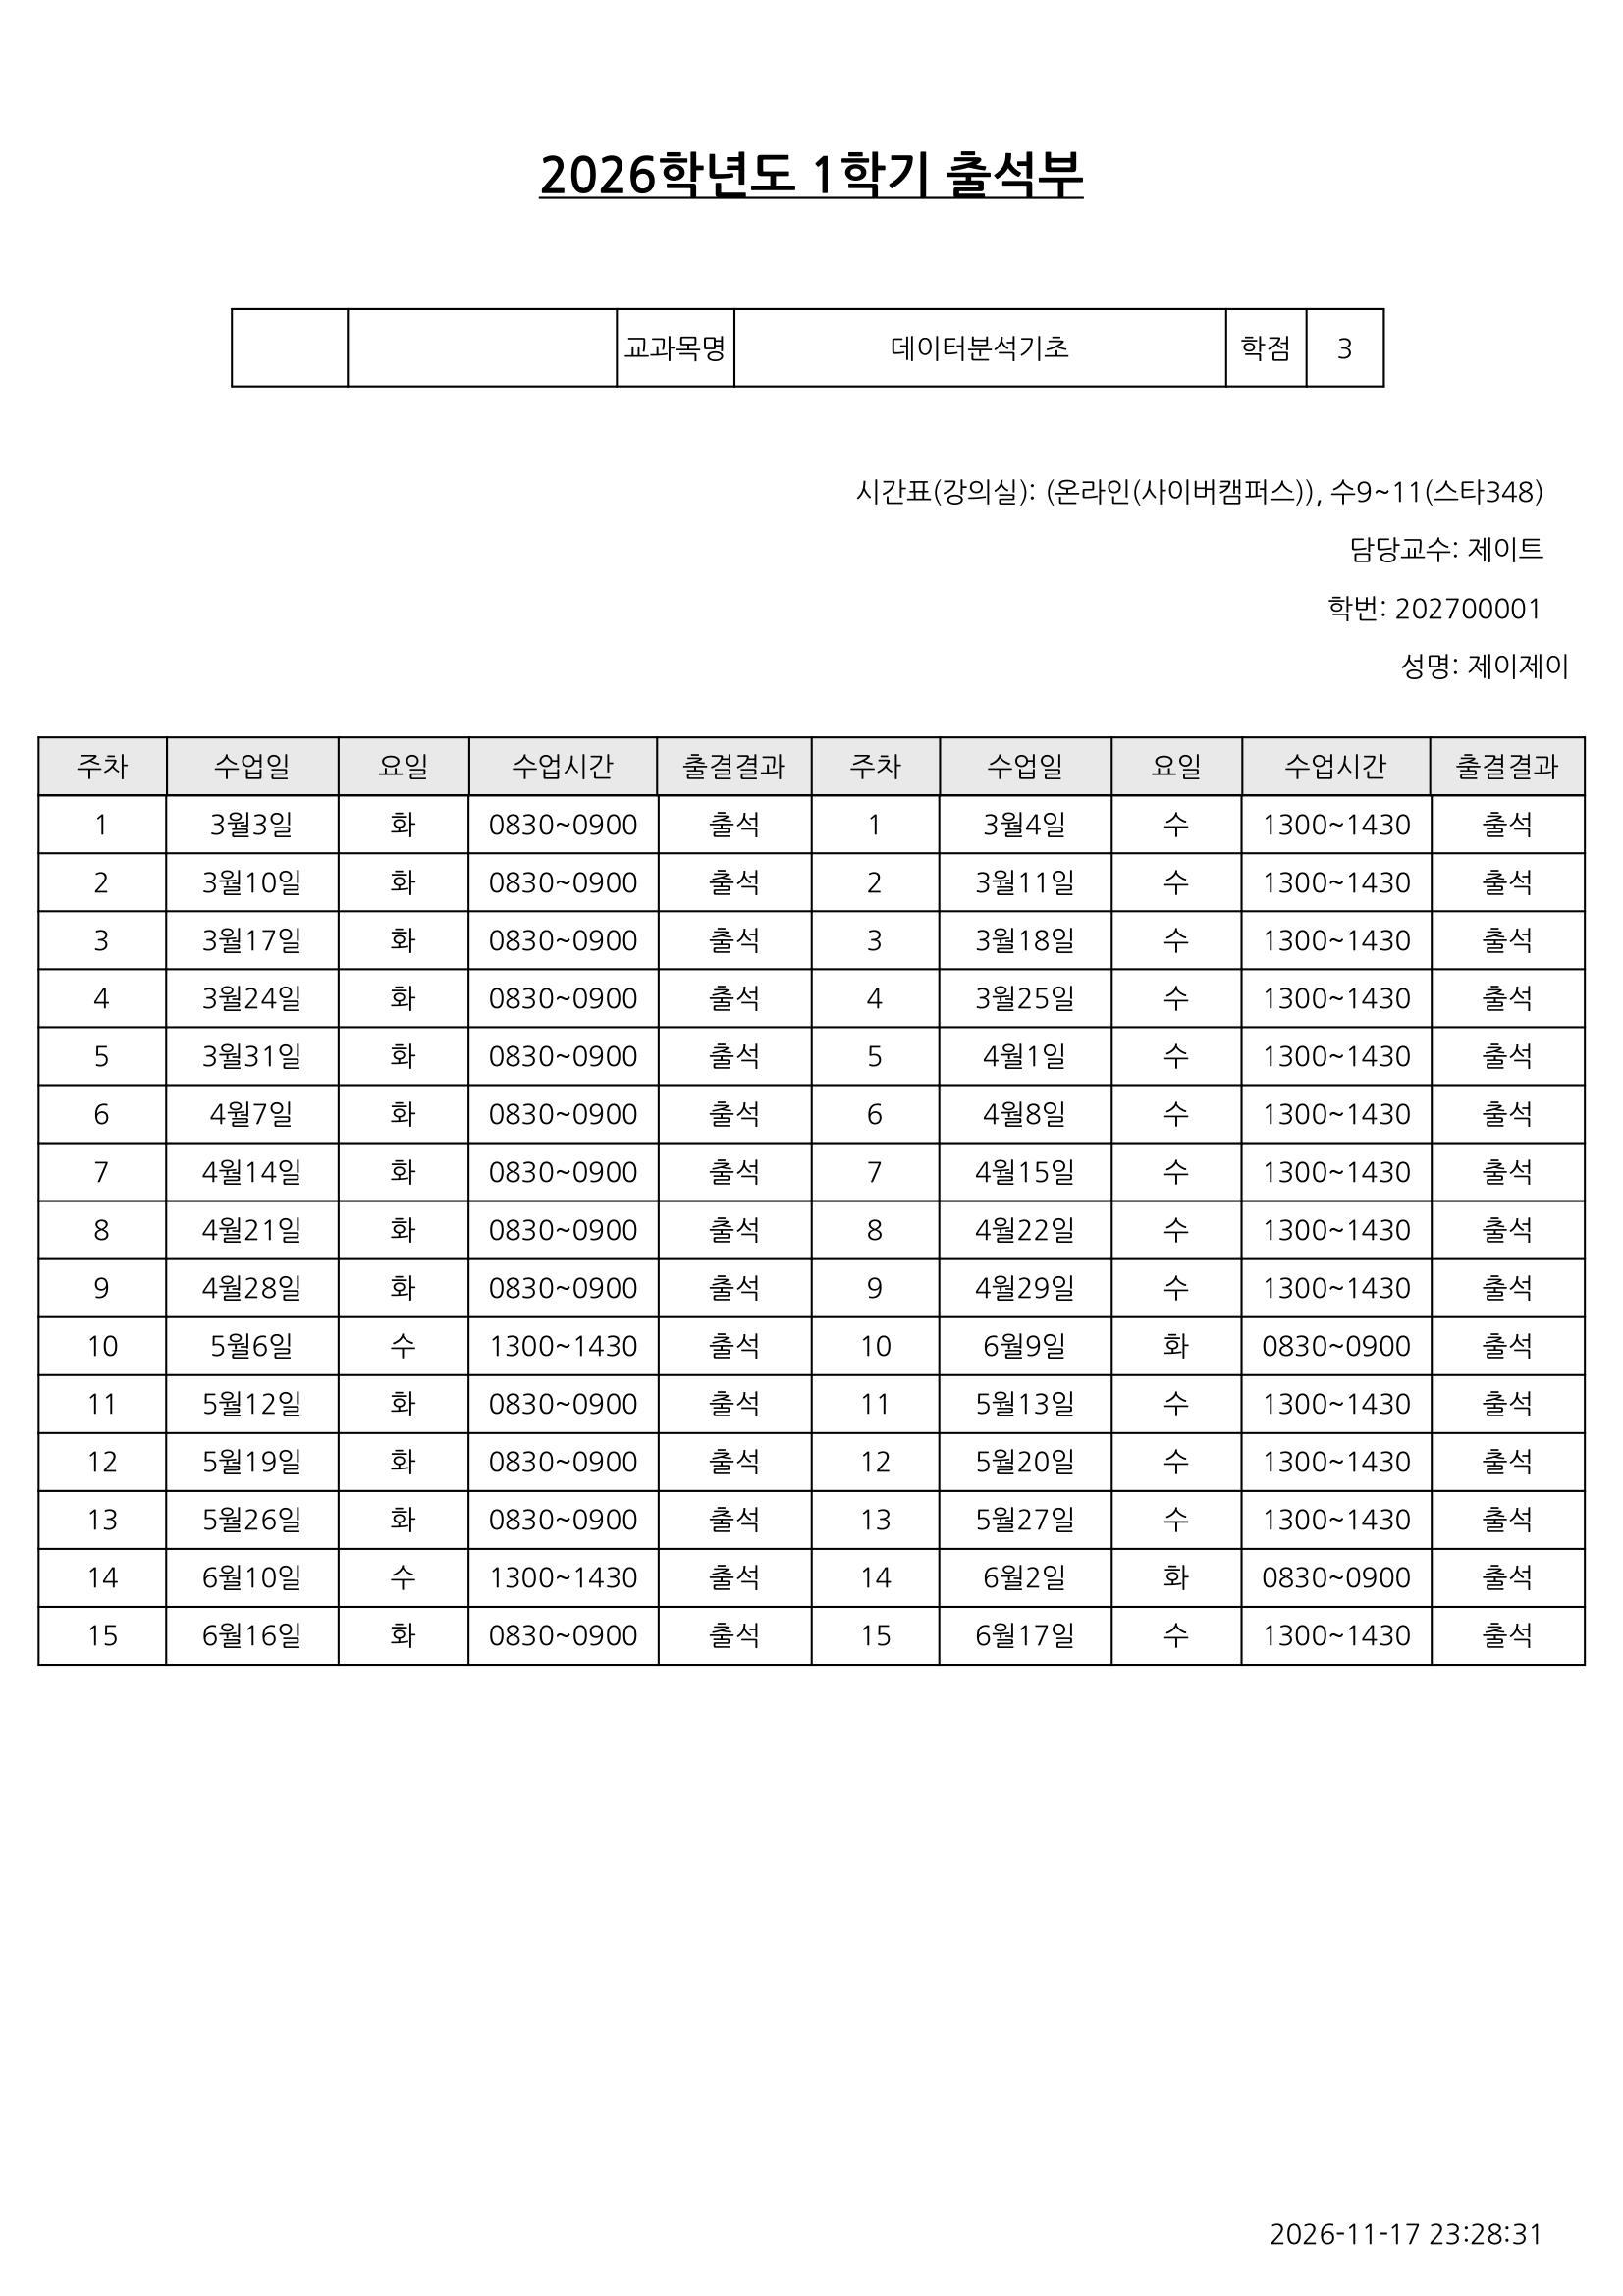 2026학년도 1학기 출석부
교과목명 데이터분석기초 학점 3
시간표(강의실): (온라인(사이버캠퍼스)), 수9~11(스타348)
담당교수: 제이트
학번: 202700001
성명: 제이제이
주차 수업일 요일 수업시간 출결결과 주차 수업일 요일 수업시간 출결결과
1 3월3일 화 0830~0900 출석 1 3월4일 수 1300~1430 출석
2 3월10일 화 0830~0900 출석 2 3월11일 수 1300~1430 출석
3 3월17일 화 0830~0900 출석 3 3월18일 수 1300~1430 출석
4 3월24일 화 0830~0900 출석 4 3월25일 수 1300~1430 출석
5 3월31일 화 0830~0900 출석 5 4월1일 수 1300~1430 출석
6 4월7일 화 0830~0900 출석 6 4월8일 수 1300~1430 출석
7 4월14일 화 0830~0900 출석 7 4월15일 수 1300~1430 출석
8 4월21일 화 0830~0900 출석 8 4월22일 수 1300~1430 출석
9 4월28일 화 0830~0900 출석 9 4월29일 수 1300~1430 출석
10 5월6일 수 1300~1430 출석 10 6월9일 화 0830~0900 출석
11 5월12일 화 0830~0900 출석 11 5월13일 수 1300~1430 출석
12 5월19일 화 0830~0900 출석 12 5월20일 수 1300~1430 출석
13 5월26일 화 0830~0900 출석 13 5월27일 수 1300~1430 출석
14 6월10일 수 1300~1430 출석 14 6월2일 화 0830~0900 출석
15 6월16일 화 0830~0900 출석 15 6월17일 수 1300~1430 출석
2026-11-17 23:28:31